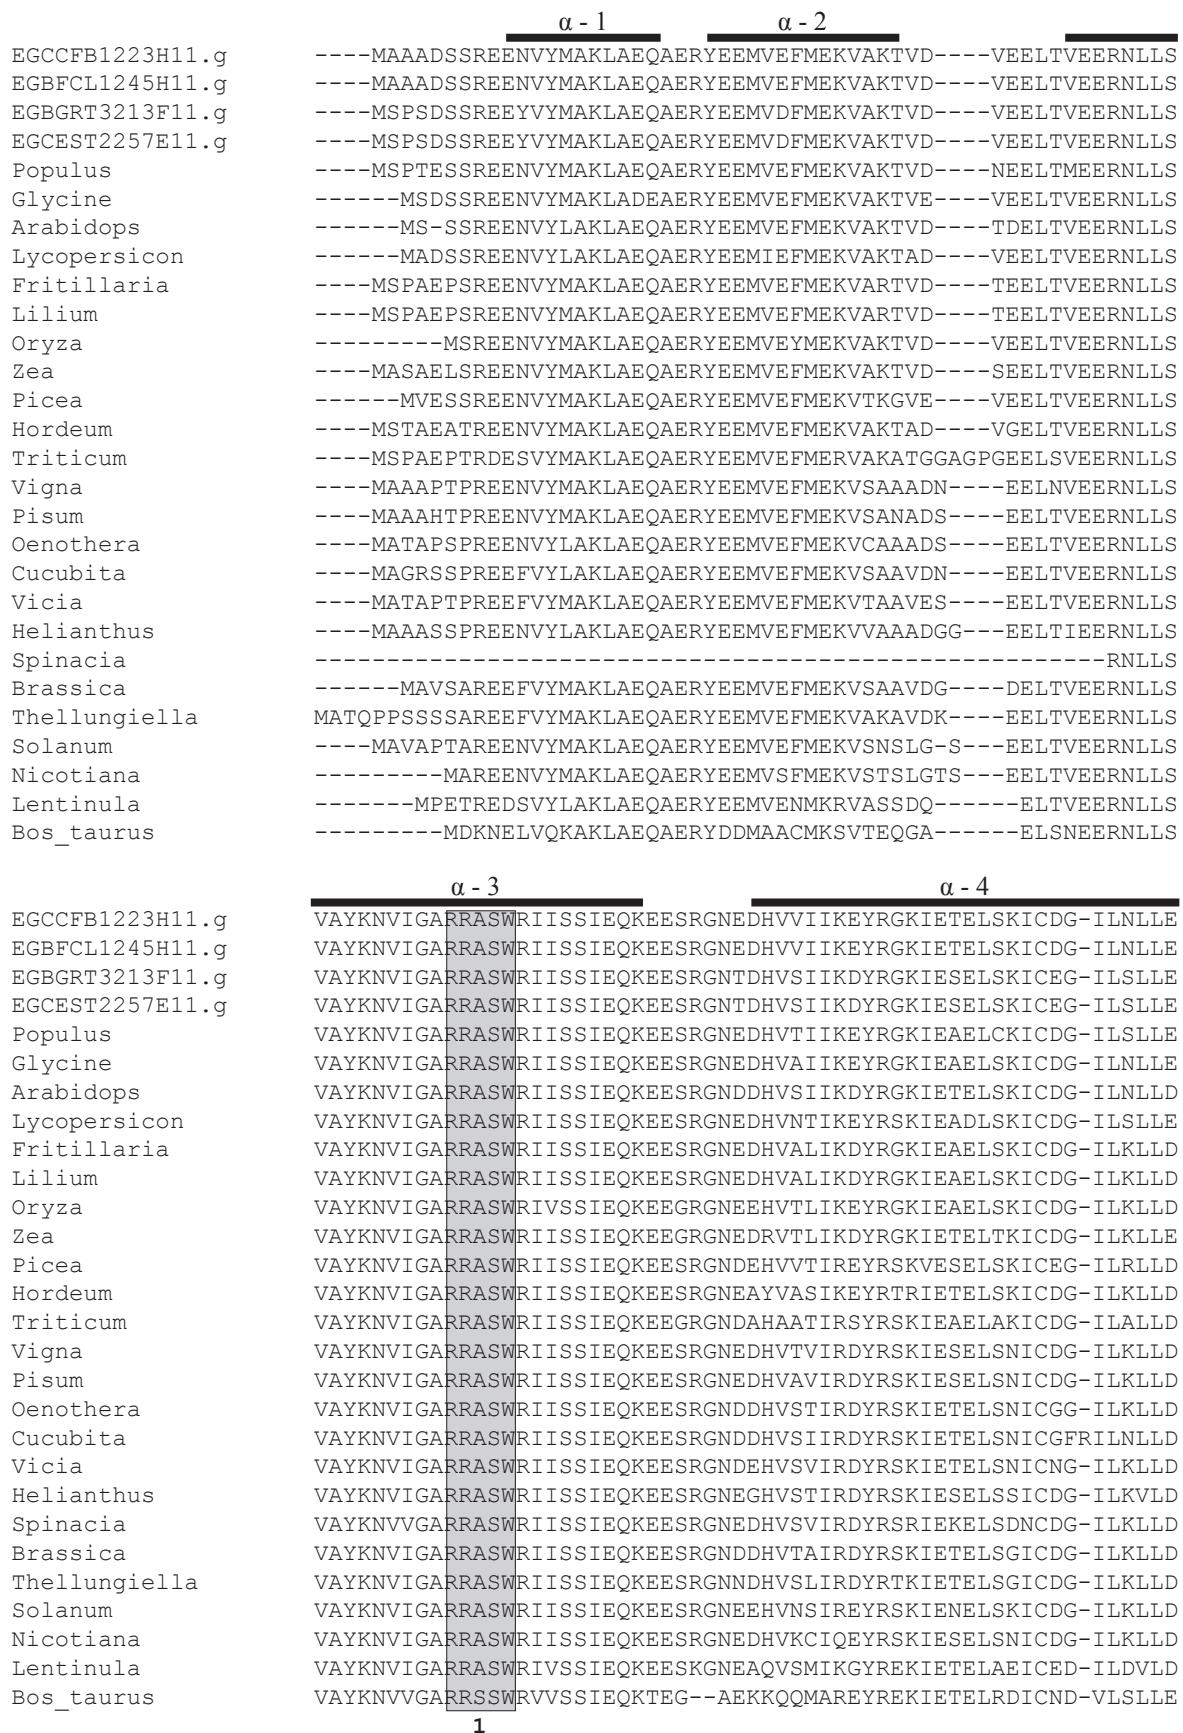 α - 1 α - 2
EGCCFB1223H11.g ----MAAADSSREENVYMAKLAEQAERYEEMVEFMEKVAKTVD----VEELTVEERNLLS
EGBFCL1245H11.g ----MAAADSSREENVYMAKLAEQAERYEEMVEFMEKVAKTVD----VEELTVEERNLLS
EGBGRT3213F11.g ----MSPSDSSREEYVYMAKLAEQAERYEEMVDFMEKVAKTVD----VEELTVEERNLLS
EGCEST2257E11.g ----MSPSDSSREEYVYMAKLAEQAERYEEMVDFMEKVAKTVD----VEELTVEERNLLS
Populus ----MSPTESSREENVYMAKLAEQAERYEEMVEFMEKVAKTVD----NEELTMEERNLLS
Glycine ------MSDSSREENVYMAKLADEAERYEEMVEFMEKVAKTVE----VEELTVEERNLLS
Arabidops ------MS-SSREENVYLAKLAEQAERYEEMVEFMEKVAKTVD----TDELTVEERNLLS
Lycopersicon ------MADSSREENVYLAKLAEQAERYEEMIEFMEKVAKTAD----VEELTVEERNLLS
Fritillaria ----MSPAEPSREENVYMAKLAEQAERYEEMVEFMEKVARTVD----TEELTVEERNLLS
Lilium ----MSPAEPSREENVYMAKLAEQAERYEEMVEFMEKVARTVD----TEELTVEERNLLS
Oryza ---------MSREENVYMAKLAEQAERYEEMVEYMEKVAKTVD----VEELTVEERNLLS
Zea ----MASAELSREENVYMAKLAEQAERYEEMVEFMEKVAKTVD----SEELTVEERNLLS
Picea ------MVESSREENVYMAKLAEQAERYEEMVEFMEKVTKGVE----VEELTVEERNLLS
Hordeum ----MSTAEATREENVYMAKLAEQAERYEEMVEFMEKVAKTAD----VGELTVEERNLLS
Triticum ----MSPAEPTRDESVYMAKLAEQAERYEEMVEFMERVAKATGGAGPGEELSVEERNLLS
Vigna ----MAAAPTPREENVYMAKLAEQAERYEEMVEFMEKVSAAADN----EELNVEERNLLS
Pisum ----MAAAHTPREENVYMAKLAEQAERYEEMVEFMEKVSANADS----EELTVEERNLLS
Oenothera ----MATAPSPREENVYLAKLAEQAERYEEMVEFMEKVCAAADS----EELTVEERNLLS
Cucubita ----MAGRSSPREEFVYLAKLAEQAERYEEMVEFMEKVSAAVDN----EELTVEERNLLS
Vicia ----MATAPTPREEFVYMAKLAEQAERYEEMVEFMEKVTAAVES----EELTVEERNLLS
Helianthus ----MAAASSPREENVYLAKLAEQAERYEEMVEFMEKVVAAADGG---EELTIEERNLLS
Spinacia -------------------------------------------------------RNLLS
Brassica ------MAVSAREEFVYMAKLAEQAERYEEMVEFMEKVSAAVDG----DELTVEERNLLS
Thellungiella MATQPPSSSSAREEFVYMAKLAEQAERYEEMVEFMEKVAKAVDK----EELTVEERNLLS
Solanum ----MAVAPTAREENVYMAKLAEQAERYEEMVEFMEKVSNSLG-S---EELTVEERNLLS
Nicotiana ---------MAREENVYMAKLAEQAERYEEMVSFMEKVSTSLGTS---EELTVEERNLLS
Lentinula -------MPETREDSVYLAKLAEQAERYEEMVENMKRVASSDQ------ELTVEERNLLS
Bos_taurus ---------MDKNELVQKAKLAEQAERYDDMAACMKSVTEQGA------ELSNEERNLLS
α - 3 α - 4
EGCCFB1223H11.g VAYKNVIGARRASWRIISSIEQKEESRGNEDHVVIIKEYRGKIETELSKICDG-ILNLLE
EGBFCL1245H11.g VAYKNVIGARRASWRIISSIEQKEESRGNEDHVVIIKEYRGKIETELSKICDG-ILNLLE
EGBGRT3213F11.g VAYKNVIGARRASWRIISSIEQKEESRGNTDHVSIIKDYRGKIESELSKICEG-ILSLLE
EGCEST2257E11.g VAYKNVIGARRASWRIISSIEQKEESRGNTDHVSIIKDYRGKIESELSKICEG-ILSLLE
Populus VAYKNVIGARRASWRIISSIEQKEESRGNEDHVTIIKEYRGKIEAELCKICDG-ILSLLE
Glycine VAYKNVIGARRASWRIISSIEQKEESRGNEDHVAIIKEYRGKIEAELSKICDG-ILNLLE
Arabidops VAYKNVIGARRASWRIISSIEQKEESRGNDDHVSIIKDYRGKIETELSKICDG-ILNLLD
Lycopersicon VAYKNVIGARRASWRIISSIEQKEESRGNEDHVNTIKEYRSKIEADLSKICDG-ILSLLE
Fritillaria VAYKNVIGARRASWRIISSIEQKEESRGNEDHVALIKDYRGKIEAELSKICDG-ILKLLD
Lilium VAYKNVIGARRASWRIISSIEQKEESRGNEDHVALIKDYRGKIEAELSKICDG-ILKLLD
Oryza VAYKNVIGARRASWRIVSSIEQKEEGRGNEEHVTLIKEYRGKIEAELSKICDG-ILKLLD
Zea VAYKNVIGARRASWRIISSIEQKEEGRGNEDRVTLIKDYRGKIETELTKICDG-ILKLLE
Picea VAYKNVIGARRASWRIISSIEQKEESRGNDEHVVTIREYRSKVESELSKICEG-ILRLLD
Hordeum VAYKNVIGARRASWRIISSIEQKEESRGNEAYVASIKEYRTRIETELSKICDG-ILKLLD
Triticum VAYKNVIGARRASWRIISSIEQKEEGRGNDAHAATIRSYRSKIEAELAKICDG-ILALLD
Vigna VAYKNVIGARRASWRIISSIEQKEESRGNEDHVTVIRDYRSKIESELSNICDG-ILKLLD
Pisum VAYKNVIGARRASWRIISSIEQKEESRGNEDHVAVIRDYRSKIESELSNICDG-ILKLLD
Oenothera VAYKNVIGARRASWRIISSIEQKEESRGNDDHVSTIRDYRSKIETELSNICGG-ILKLLD
Cucubita VAYKNVIGARRASWRIISSIEQKEESRGNDDHVSIIRDYRSKIETELSNICGFRILNLLD
Vicia VAYKNVIGARRASWRIISSIEQKEESRGNDEHVSVIRDYRSKIETELSNICNG-ILKLLD
Helianthus VAYKNVIGARRASWRIISSIEQKEESRGNEGHVSTIRDYRSKIESELSSICDG-ILKVLD
Spinacia VAYKNVVGARRASWRIISSIEQKEESRGNEDHVSVIRDYRSRIEKELSDNCDG-ILKLLD
Brassica VAYKNVIGARRASWRIISSIEQKEESRGNDDHVTAIRDYRSKIETELSGICDG-ILKLLD
Thellungiella VAYKNVIGARRASWRIISSIEQKEESRGNNDHVSLIRDYRTKIETELSGICDG-ILKLLD
Solanum VAYKNVIGARRASWRIISSIEQKEESRGNEEHVNSIREYRSKIENELSKICDG-ILKLLD
Nicotiana VAYKNVIGARRASWRIISSIEQKEESRGNEDHVKCIQEYRSKIESELSNICDG-ILKLLD
Lentinula VAYKNVIGARRASWRIVSSIEQKEESKGNEAQVSMIKGYREKIETELAEICED-ILDVLD
Bos_taurus VAYKNVVGARRSSWRVVSSIEQKTEG--AEKKQQMAREYREKIETELRDICND-VLSLLE
1